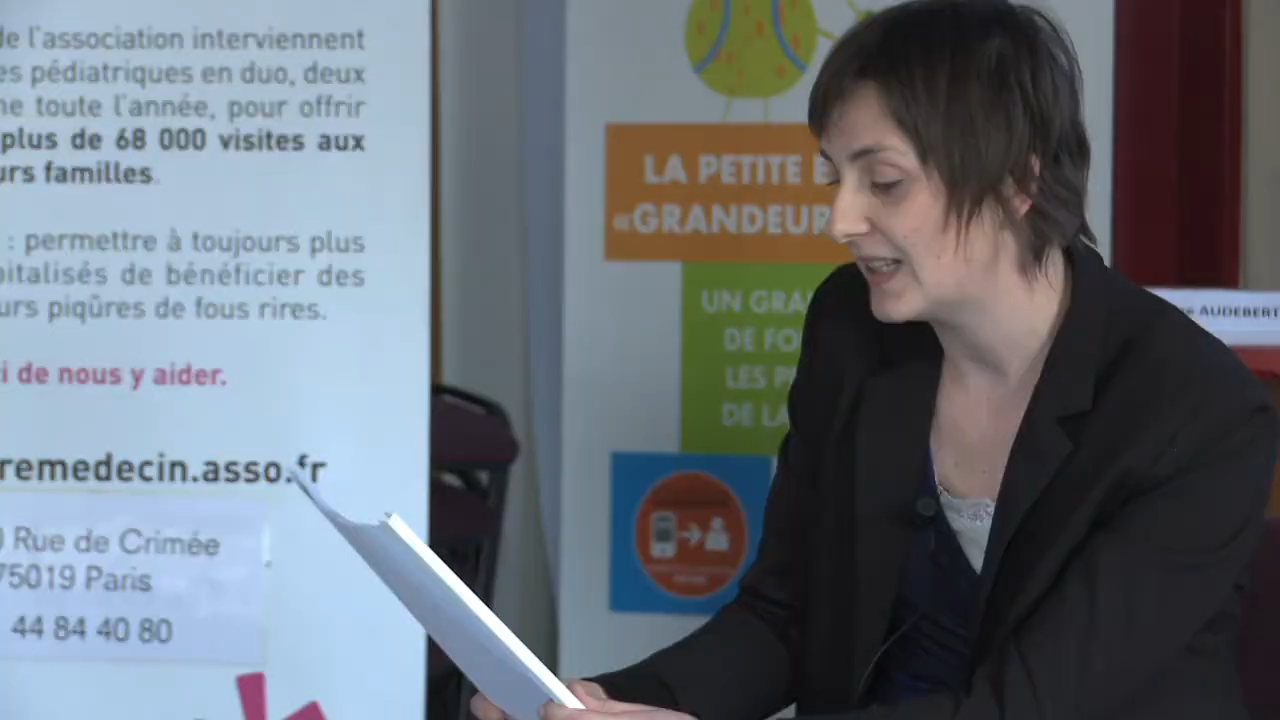 de l'association interviennent
es pédiatriques en duo, deux
ne toute l'année, pour offrir
plus de 68 000 visites aux
urs familles.
: permettre à toujours plus
pitalisés de bénéficier des
urs piqûres de fous rires.
i de nous y aider.
remedecin.asso.fr
Rue de Crimée
75019 Paris
44 84 40 80
LA PETITE
«GRANDEUR
UN GRA
DE FO
LES P
DE LA
AUDEBERT